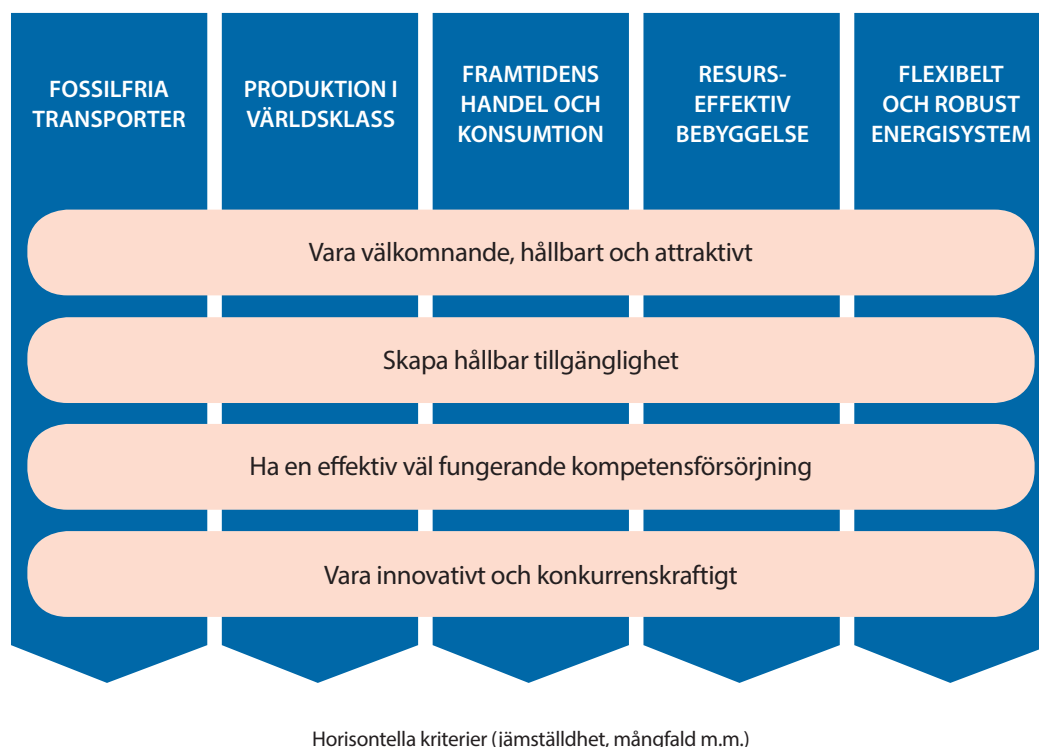 FOSSILFRIA
TRANSPORTER
PRODUKTION I
VÄRLDSKLASS
FRAMTIDENS
HANDEL OCH
KONSUMTION
RESURS-
EFFEKTIV
BEBYGGELSE
FLEXIBELT
OCH ROBUST
ENERGISYSTEM
Vara välkomnande, hållbart och attraktivt
Skapa hållbar tillgänglighet
Ha en effektiv väl fungerande kompetensförsörjning
Vara innovativt och konkurrenskraftigt
Horisontella kriterier (jämställdhet, mångfald m.m.)